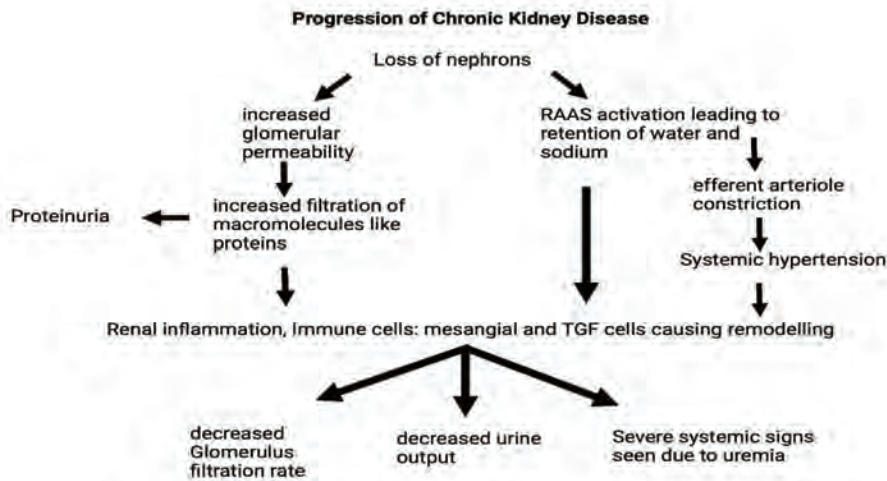 Progression of Chronic Kidney Disease
Loss of nephrons
increased
glomerular
permeability
RAAS activation leading to
retention of water and
sodium
efferent arteriole
constriction
Proteinuria
increased filtration of
macromolecules like
proteins
Systemic hypertension
Renal inflammation, Immune cells: mesangial and TGF cells causing remodelling
decreased
Glomerulus
filtration rate
decreased urine
output
Severe systemic signs
seen due to uremia